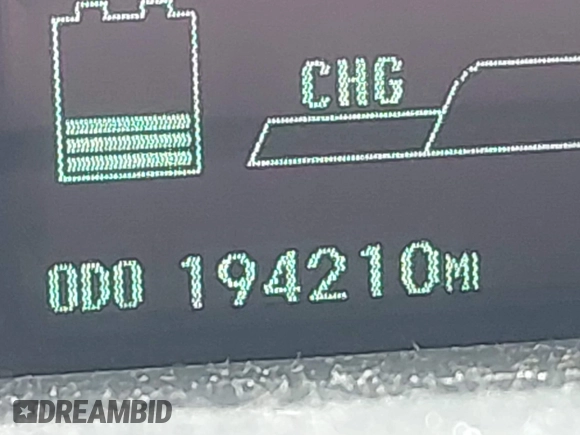 CHG
ODO 194210MI
DREAMBID